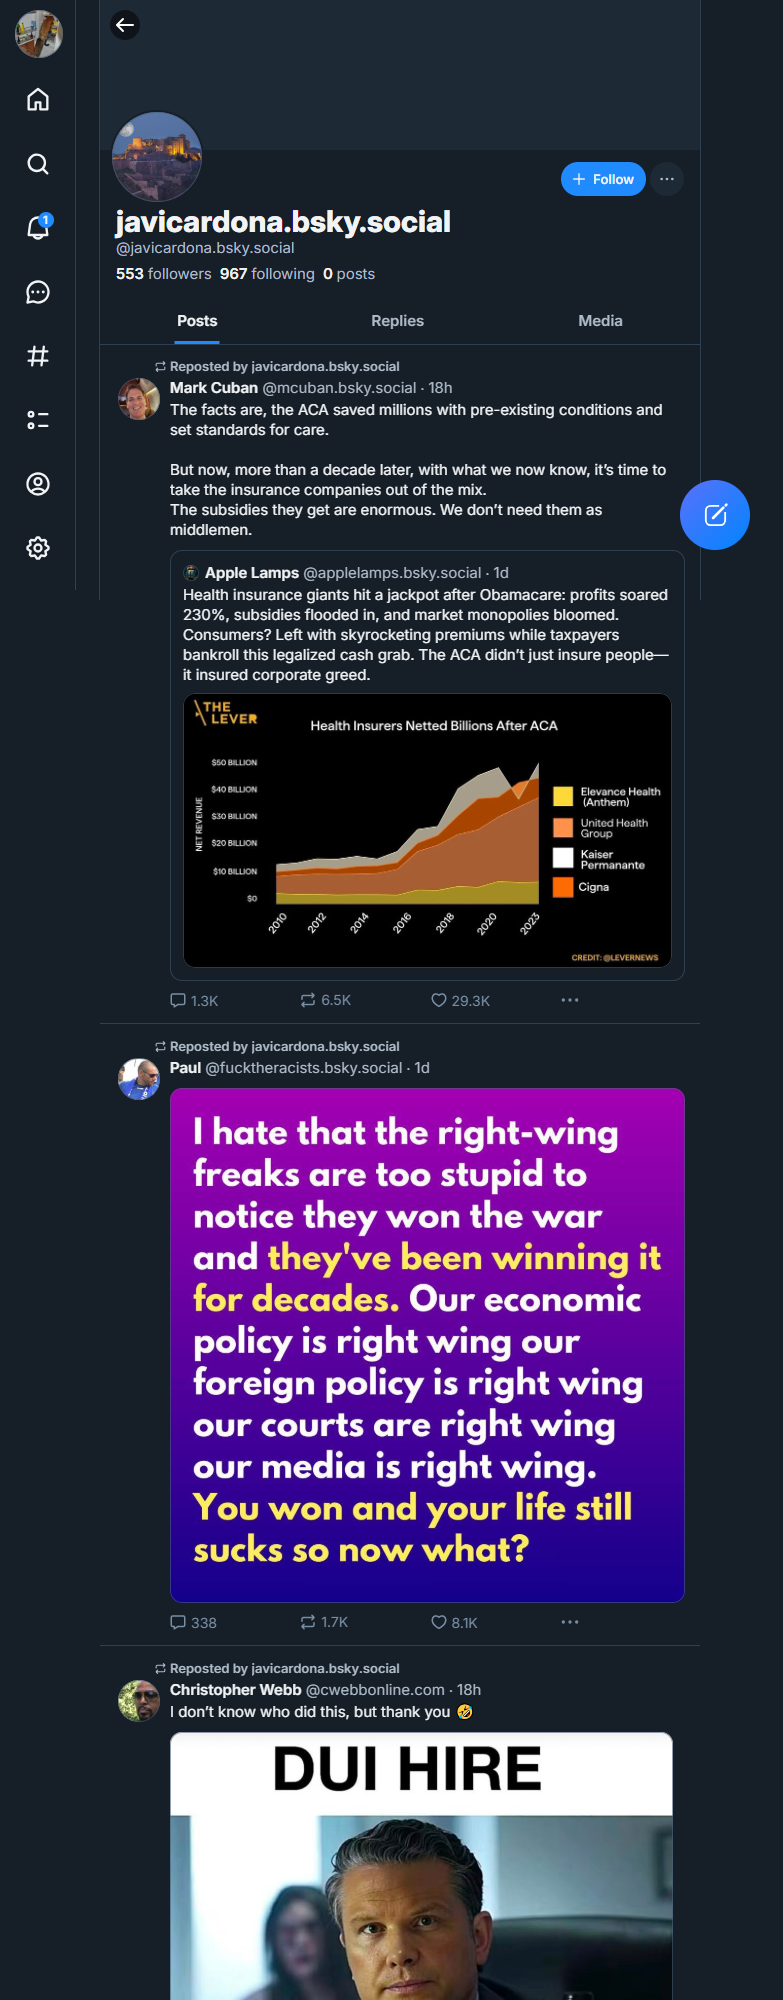 1
Follow
javicardona.bsky.social
@javicardona.bsky.social
553 followers 967 following 0 posts
Posts Replies Media
Reposted by javicardona.bsky.social
Mark Cuban @mcuban.bsky.social · 18h
The facts are, the ACA saved millions with pre-existing conditions and
set standards for care.
But now, more than a decade later, with what we now know, it's time to
take the insurance companies out of the mix.
The subsidies they get are enormous. We don't need them as
middlemen.
Apple Lamps @applelamps.bsky.social · 1d
Health insurance giants hit a jackpot after Obamacare: profits soared
230%, subsidies flooded in, and market monopolies bloomed.
Consumers? Left with skyrocketing premiums while taxpayers
bankroll this legalized cash grab. The ACA didn't just insure people—
it insured corporate greed.
THE
LEVER
Health Insurers Netted Billions After ACA
NET REVENUE
$50 BILLION
$40 BILLION
$30 BILLION
$20 BILLION
$10 BILLION
$0
2010 2012 2014 2016 2018 2020 2023
Elevance Health
(Anthem)
United Health
Group
Kaiser
Permanante
Cigna
CREDIT: @LEVERNEWS
1.3K 6.5K 29.3K
Reposted by javicardona.bsky.social
Paul @fucktheracists.bsky.social · 1d
I hate that the right-wing
freaks are too stupid to
notice they won the war
and they've been winning it
for decades. Our economic
policy is right wing our
foreign policy is right wing
our courts are right wing
our media is right wing.
You won and your life still
sucks so now what?
338 1.7K 8.1K
Reposted by javicardona.bsky.social
Christopher Webb @cwebbonline.com · 18h
I don't know who did this, but thank you 🤣
DUI HIRE